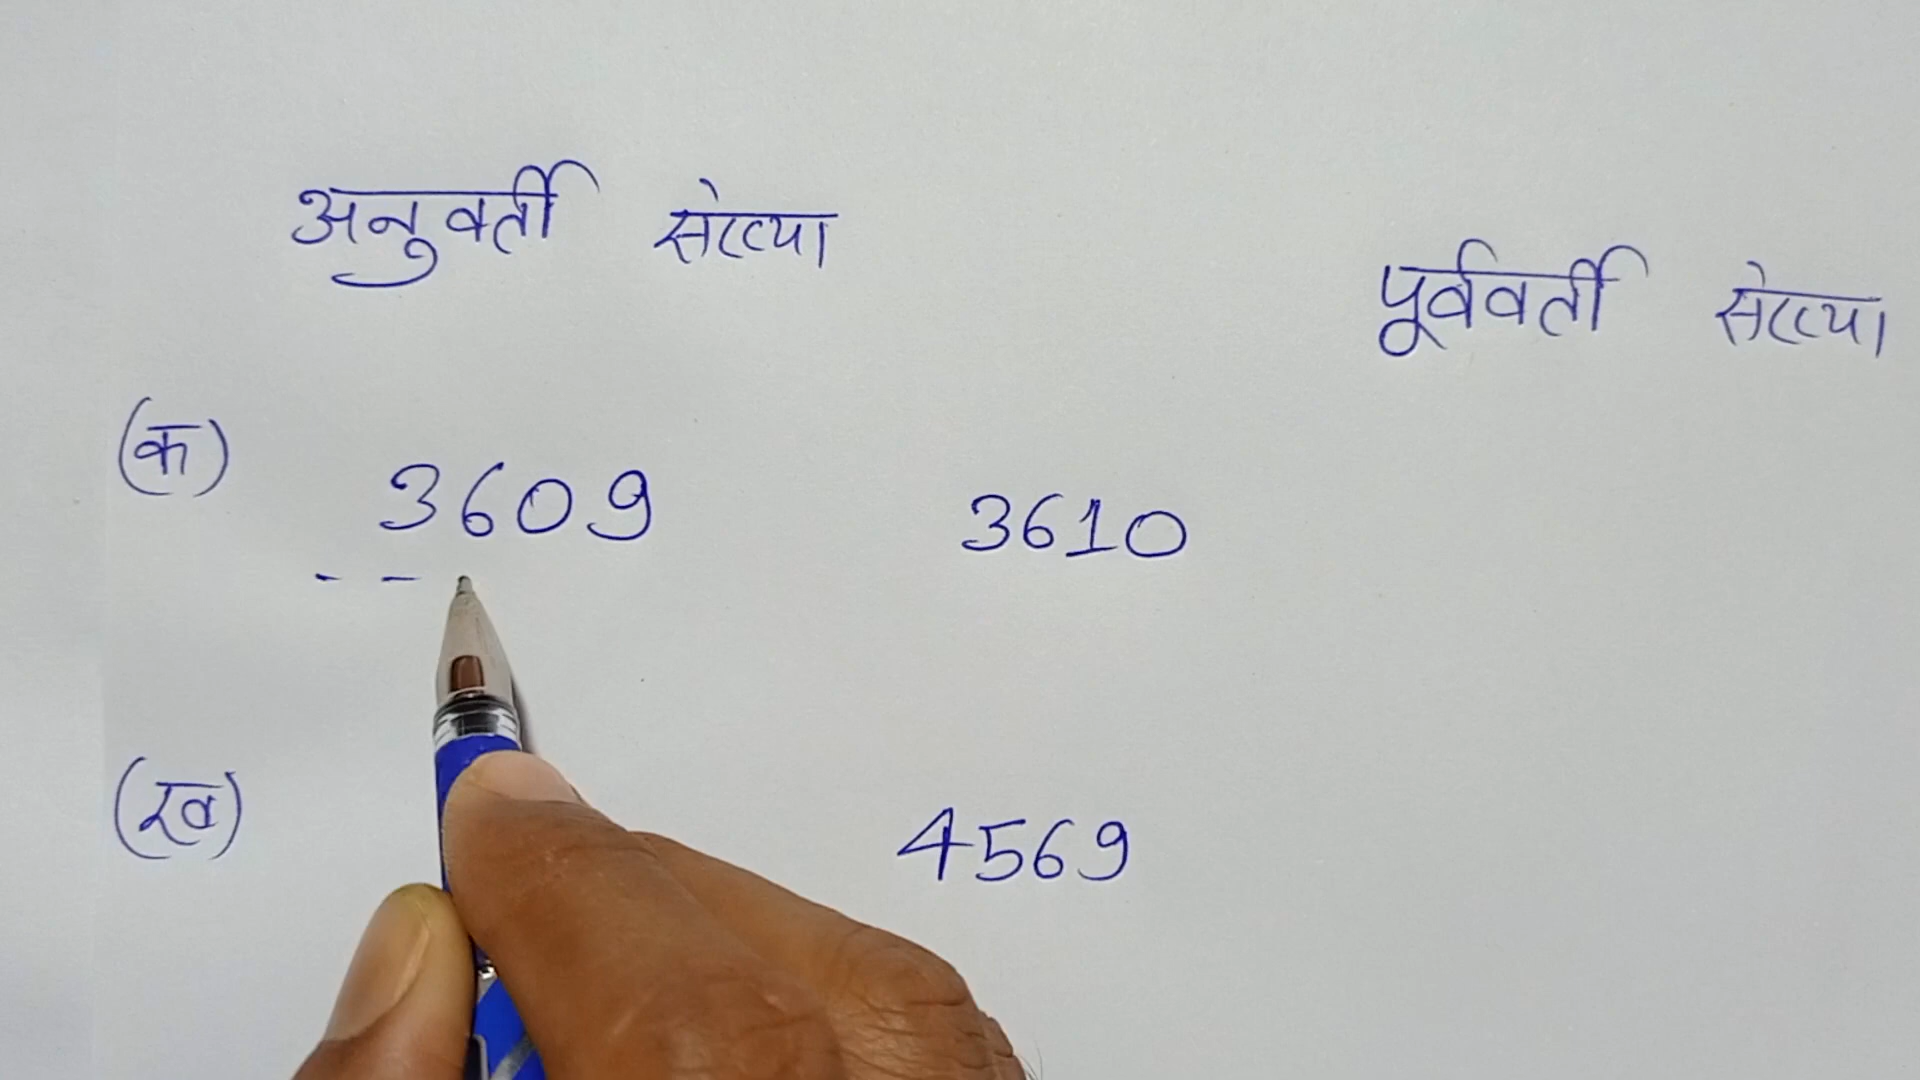 अनुवर्ती संख्या
पूर्ववर्ती संख्या
(क) 3609 3610
(ख) 4569